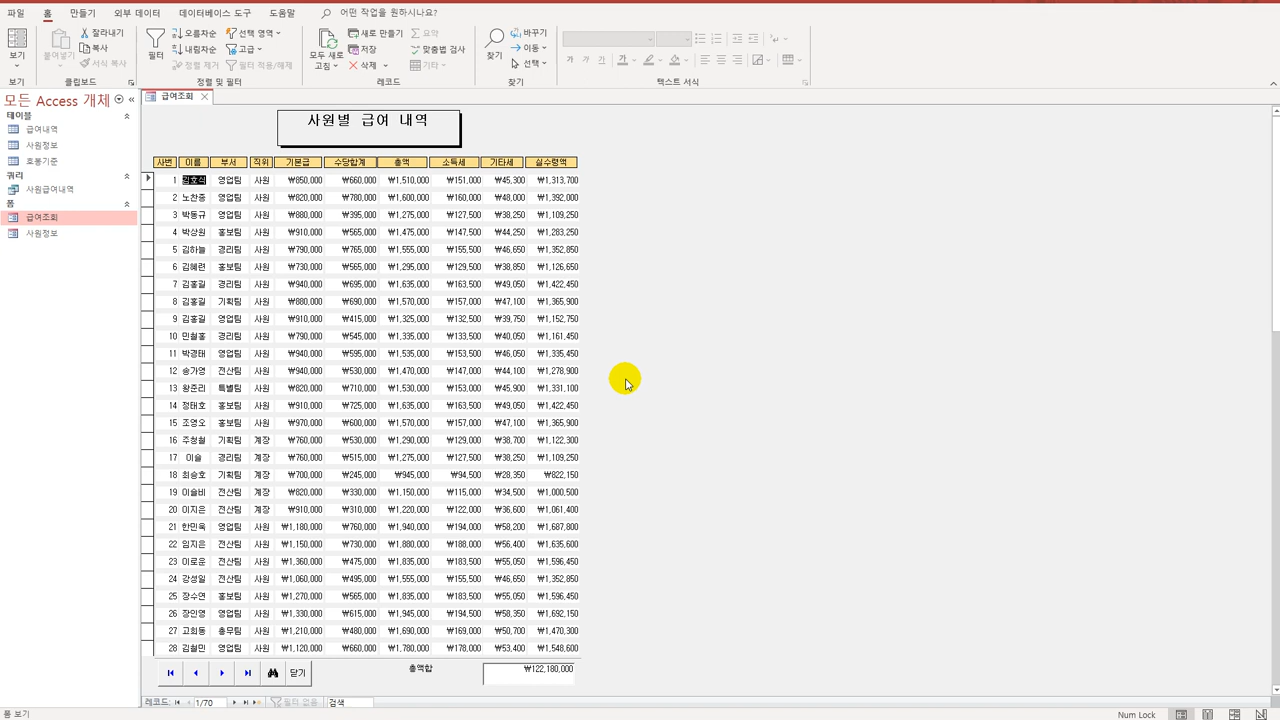 파일 홈 만들기 외부 데이터 데이터베이스 도구 도움말 어떤 작업을 원하시나요?
보기 붙여넣기 잘라내기 복사 서식 복사 필터 오름차순 내림차순 정렬 제거 선택 영역 고급 필터 적용/해제 모두 새로 고침 새로 만들기 저장 삭제 요약 맞춤법 검사 기타 찾기 바꾸기 이동 선택
보기 클립보드 정렬 및 필터 레코드 찾기 텍스트 서식
모든 Access 개체
테이블
급여내역
사원정보
호봉기준
쿼리
사원급여내역
폼
급여조회
사원정보
급여조회
사원별 급여 내역
사번 이름 부서 직위 기본급 수당합계 총액 소득세 기타세 실수령액
1 김효식 영업팀 사원 ₩850,000 ₩660,000 ₩1,510,000 ₩151,000 ₩45,300 ₩1,313,700
2 노찬중 영업팀 사원 ₩820,000 ₩780,000 ₩1,600,000 ₩160,000 ₩48,000 ₩1,392,000
3 박동규 영업팀 사원 ₩880,000 ₩395,000 ₩1,275,000 ₩127,500 ₩38,250 ₩1,109,250
4 박상원 홍보팀 사원 ₩910,000 ₩565,000 ₩1,475,000 ₩147,500 ₩44,250 ₩1,283,250
5 김하늘 경리팀 사원 ₩790,000 ₩765,000 ₩1,555,000 ₩155,500 ₩46,650 ₩1,352,850
6 김혜련 홍보팀 사원 ₩730,000 ₩565,000 ₩1,295,000 ₩129,500 ₩38,850 ₩1,126,650
7 김홍길 경리팀 사원 ₩940,000 ₩695,000 ₩1,635,000 ₩163,500 ₩49,050 ₩1,422,450
8 김홍길 기획팀 사원 ₩880,000 ₩690,000 ₩1,570,000 ₩157,000 ₩47,100 ₩1,365,900
9 김홍길 영업팀 사원 ₩910,000 ₩415,000 ₩1,325,000 ₩132,500 ₩39,750 ₩1,152,750
10 민철홍 경리팀 사원 ₩790,000 ₩545,000 ₩1,335,000 ₩133,500 ₩40,050 ₩1,161,450
11 박경태 영업팀 사원 ₩940,000 ₩595,000 ₩1,535,000 ₩153,500 ₩46,050 ₩1,335,450
12 송가영 전산팀 사원 ₩940,000 ₩530,000 ₩1,470,000 ₩147,000 ₩44,100 ₩1,278,900
13 왕준리 특별팀 사원 ₩820,000 ₩710,000 ₩1,530,000 ₩153,000 ₩45,900 ₩1,331,100
14 정태호 홍보팀 사원 ₩910,000 ₩725,000 ₩1,635,000 ₩163,500 ₩49,050 ₩1,422,450
15 조영오 홍보팀 사원 ₩970,000 ₩600,000 ₩1,570,000 ₩157,000 ₩47,100 ₩1,365,900
16 주청철 기획팀 계장 ₩760,000 ₩530,000 ₩1,290,000 ₩129,000 ₩38,700 ₩1,122,300
17 이슬 경리팀 계장 ₩760,000 ₩515,000 ₩1,275,000 ₩127,500 ₩38,250 ₩1,109,250
18 최승호 기획팀 계장 ₩700,000 ₩245,000 ₩945,000 ₩94,500 ₩28,350 ₩822,150
19 이슬비 전산팀 계장 ₩820,000 ₩330,000 ₩1,150,000 ₩115,000 ₩34,500 ₩1,000,500
20 이지은 전산팀 계장 ₩910,000 ₩310,000 ₩1,220,000 ₩122,000 ₩36,600 ₩1,061,400
21 한민욱 영업팀 사원 ₩1,180,000 ₩760,000 ₩1,940,000 ₩194,000 ₩58,200 ₩1,687,800
22 임지은 전산팀 사원 ₩1,150,000 ₩730,000 ₩1,880,000 ₩188,000 ₩56,400 ₩1,635,600
23 이로운 전산팀 사원 ₩1,360,000 ₩475,000 ₩1,835,000 ₩183,500 ₩55,050 ₩1,596,450
24 강성일 전산팀 사원 ₩1,060,000 ₩495,000 ₩1,555,000 ₩155,500 ₩46,650 ₩1,352,850
25 장수연 홍보팀 사원 ₩1,270,000 ₩565,000 ₩1,835,000 ₩183,500 ₩55,050 ₩1,596,450
26 장인영 영업팀 사원 ₩1,330,000 ₩615,000 ₩1,945,000 ₩194,500 ₩58,350 ₩1,692,150
27 고회동 총무팀 사원 ₩1,210,000 ₩480,000 ₩1,690,000 ₩169,000 ₩50,700 ₩1,470,300
28 김철민 영업팀 사원 ₩1,120,000 ₩660,000 ₩1,780,000 ₩178,000 ₩53,400 ₩1,548,600
닫기 총액합 ₩122,180,000
레코드: 1/70 필터 없음 검색
폼 보기 Num Lock